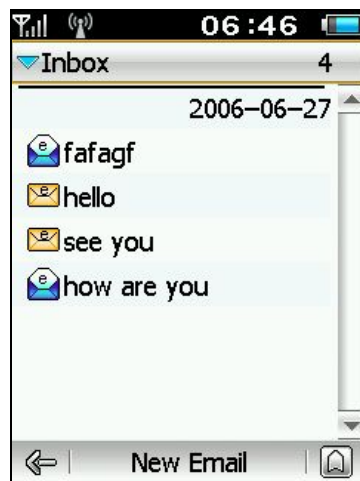 06:46
Inbox 4
2006-06-27
fafagf
hello
see you
how are you
New Email